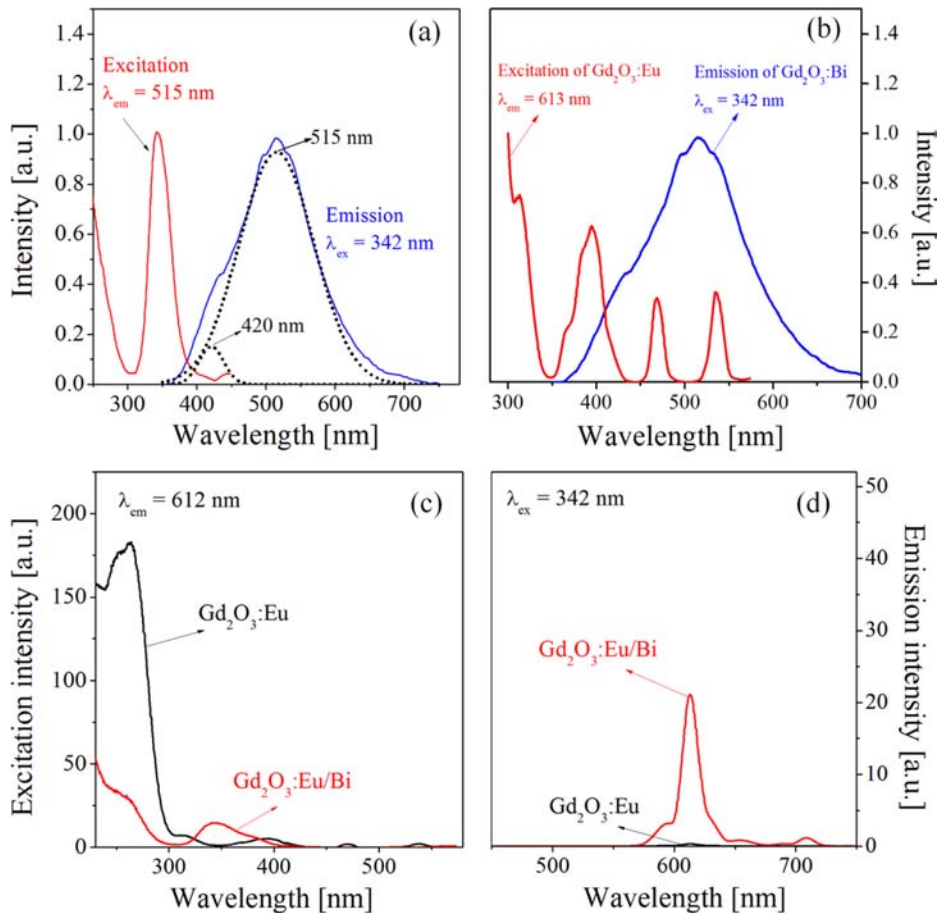 (a)
Excitation
λem = 515 nm
515 nm
Emission
λex = 342 nm
420 nm
Intensity [a.u.]
1.4
1.2
1.0
0.8
0.6
0.4
0.2
0.0
300 400 500 600 700
Wavelength [nm]
(b)
Excitation of Gd2O3:Eu
λem = 613 nm
Emission of Gd2O3:Bi
λex = 342 nm
1.4
1.2
1.0
0.8
0.6
0.4
0.2
0.0
Intensity [a.u.]
300 400 500 600 700
Wavelength [nm]
λem = 612 nm
(c)
Gd2O3:Eu
Gd2O3:Eu/Bi
Excitation intensity [a.u.]
200
150
100
50
0
300 400 500
Wavelength [nm]
λex = 342 nm
(d)
Gd2O3:Eu/Bi
Gd2O3:Eu
50
40
30
20
10
0
Emission intensity [a.u.]
500 600 700
Wavelength [nm]